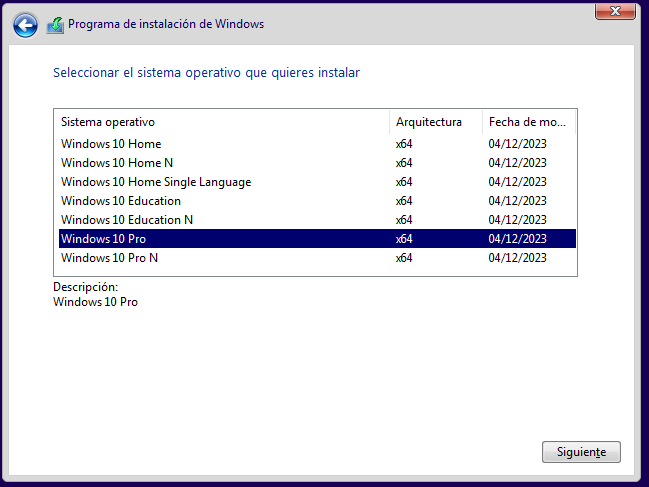 Programa de instalación de Windows
Seleccionar el sistema operativo que quieres instalar
Sistema operativo Arquitectura Fecha de mo...
Windows 10 Home x64 04/12/2023
Windows 10 Home N x64 04/12/2023
Windows 10 Home Single Language x64 04/12/2023
Windows 10 Education x64 04/12/2023
Windows 10 Education N x64 04/12/2023
Windows 10 Pro x64 04/12/2023
Windows 10 Pro N x64 04/12/2023
Descripción:
Windows 10 Pro
Siguiente